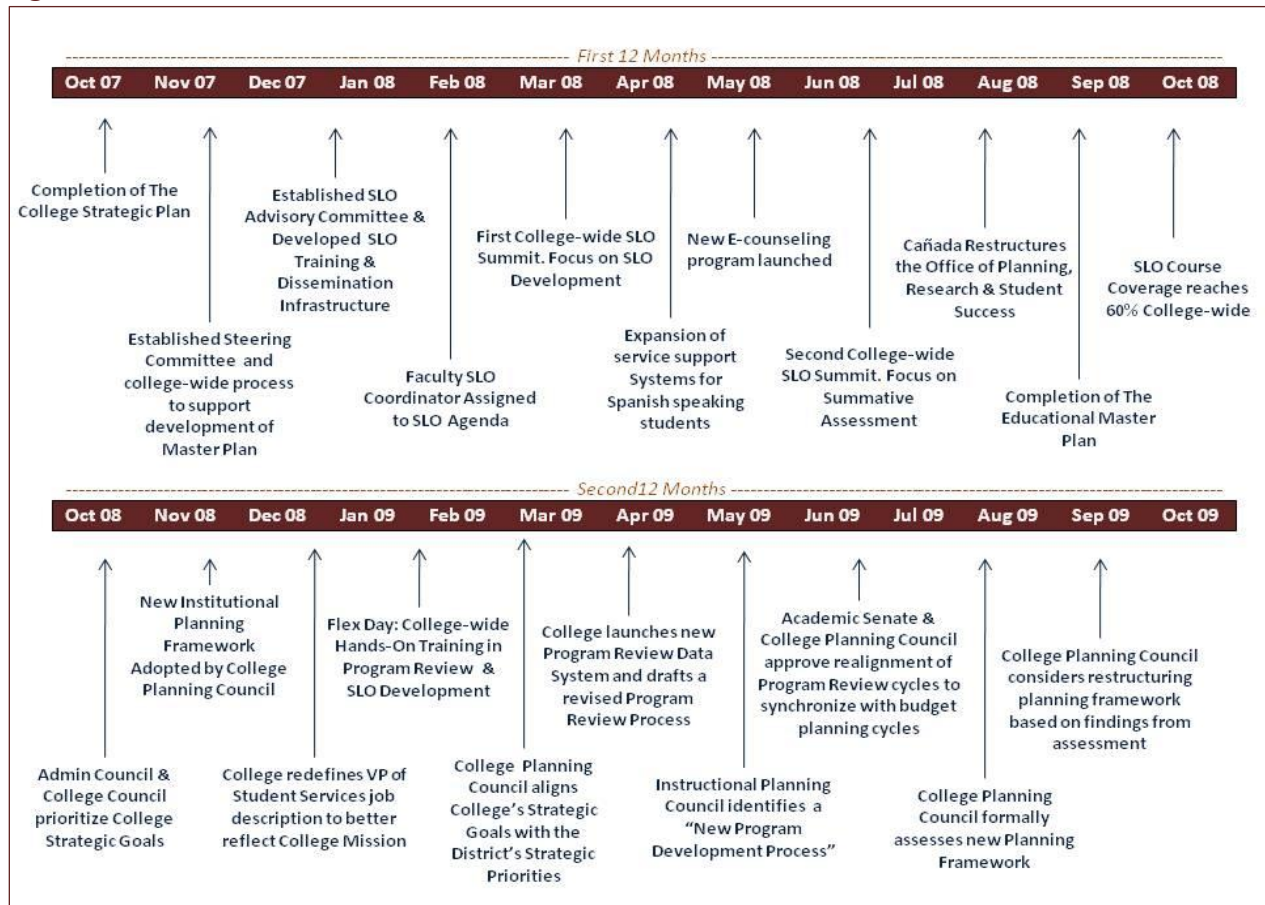 First 12 Months
Oct 07 Nov 07 Dec 07 Jan 08 Feb 08 Mar 08 Apr 08 May 08 Jun 08 Jul 08 Aug 08 Sep 08 Oct 08
Completion of The
College Strategic Plan
Established Steering
Committee and
college-wide process
to support
development of
Master Plan
Established SLO
Advisory Committee &
Developed SLO
Training &
Dissemination
Infrastructure
Faculty SLO
Coordinator Assigned
to SLO Agenda
First College-wide SLO
Summit. Focus on SLO
Development
Expansion of
service support
Systems for
Spanish speaking
students
New E-counseling
program launched
Second College-wide
SLO Summit. Focus on
Summative
Assessment
Cañada Restructures
the Office of Planning,
Research & Student
Success
Completion of The
Educational Master
Plan
SLO Course
Coverage reaches
60% College-wide
Second12 Months
Oct 08 Nov 08 Dec 08 Jan 09 Feb 09 Mar 09 Apr 09 May 09 Jun 09 Jul 09 Aug 09 Sep 09 Oct 09
Admin Council &
College Council
prioritize College
Strategic Goals
New Institutional
Planning
Framework
Adopted by College
Planning Council
College redefines VP of
Student Services job
description to better
reflect College Mission
Flex Day: College-wide
Hands-On Training in
Program Review &
SLO Development
College Planning
Council aligns
College's Strategic
Goals with the
District's Strategic
Priorities
College launches new
Program Review Data
System and drafts a
revised Program
Review Process
Instructional Planning
Council identifies a
"New Program
Development Process"
Academic Senate &
College Planning Council
approve realignment of
Program Review cycles to
synchronize with budget
planning cycles
College Planning
Council formally
assesses new Planning
Framework
College Planning Council
considers restructuring
planning framework
based on findings from
assessment